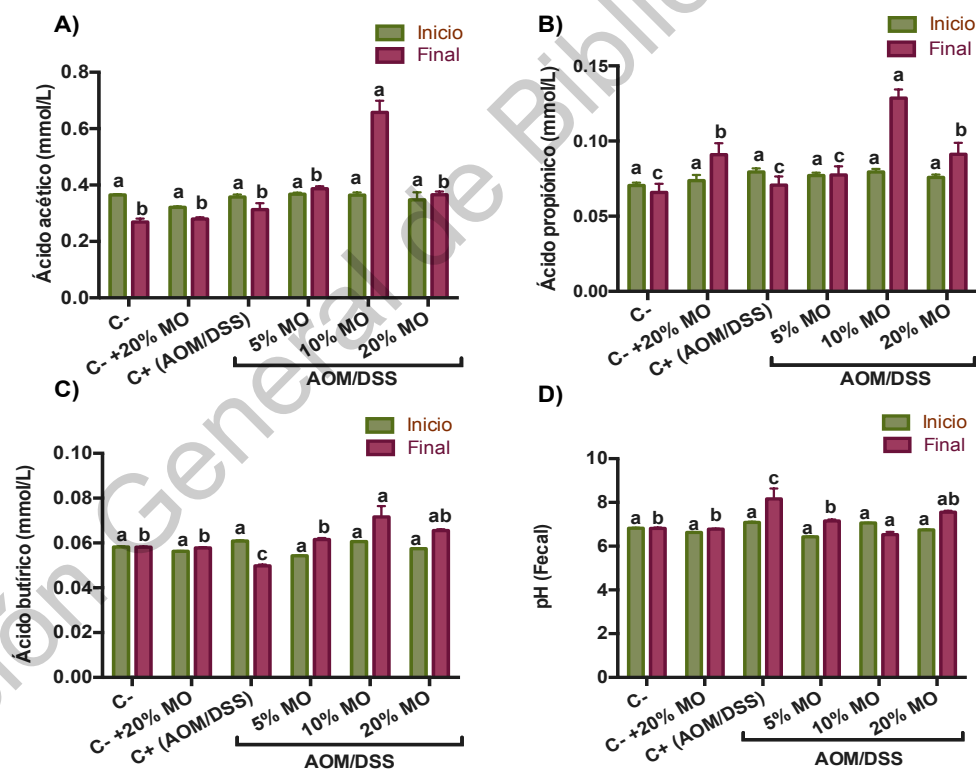 A)
Inicio
Final
Ácido acético (mmol/L)
0.8
0.6
0.4
0.2
0.0
a b a b a b a b a a a b
C-
C- +20% MO
C+ (AOM/DSS)
5% MO
10% MO
20% MO
AOM/DSS
B)
Inicio
Final
Ácido propiónico (mmol/L)
0.15
0.10
0.05
0.00
a c a b a c a c a a a b
C-
C- +20% MO
C+ (AOM/DSS)
5% MO
10% MO
20% MO
AOM/DSS
C)
Inicio
Final
Ácido butírico (mmol/L)
0.10
0.08
0.06
0.04
0.02
0.00
a b a b a c a b a a a ab
C-
C- +20% MO
C+ (AOM/DSS)
5% MO
10% MO
20% MO
AOM/DSS
D)
Inicio
Final
pH (Fecal)
10
8
6
4
2
0
a b a b a c a b a a a ab
C-
C- +20% MO
C+ (AOM/DSS)
5% MO
10% MO
20% MO
AOM/DSS
General de